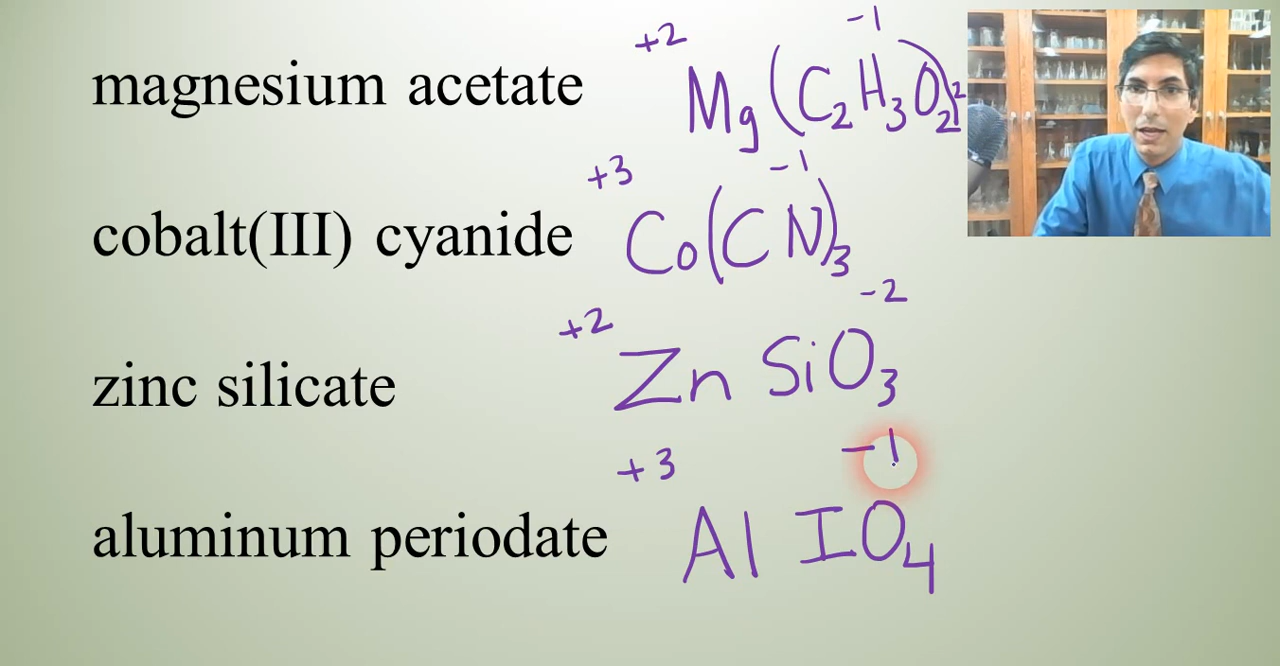 magnesium acetate +2 -1 Mg(C2H3O2)2
cobalt(III) cyanide +3 -1 Co(CN)3
zinc silicate +2 -2 ZnSiO3
aluminum periodate +3 -1 Al IO4